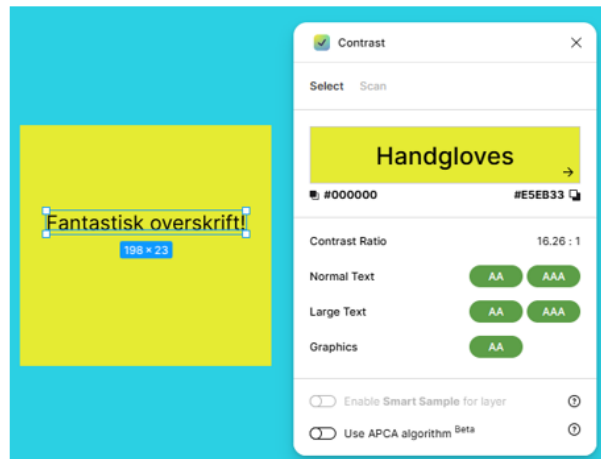 Contrast
Select Scan
Handgloves
#000000 #E5EB33
Fantastisk overskrift!
198 × 23
Contrast Ratio 16.26 : 1
Normal Text AA AAA
Large Text AA AAA
Graphics AA
Enable Smart Sample for layer
Use APCA algorithm Beta